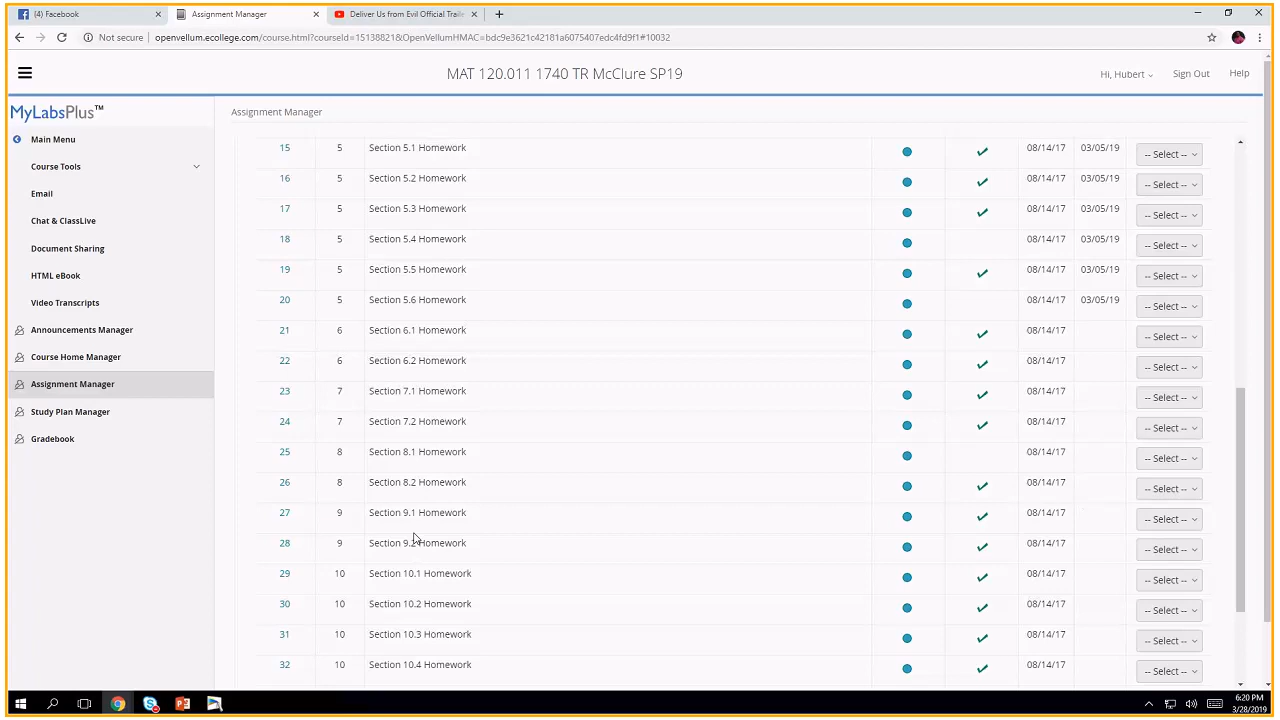 (4) Facebook
Assignment Manager
Deliver Us from Evil Official Traile
Not secure openvellum.ecollege.com/course.html?courseId=15138821&OpenVellumHMAC=bdc9e3621c42181a6075407edc4fd9f1#10032
MAT 120.011 1740 TR McClure SP19
Hi, Hubert
Sign Out
Help
MyLabsPlus™
Assignment Manager
Main Menu
Course Tools
Email
Chat & ClassLive
Document Sharing
HTML eBook
Video Transcripts
Announcements Manager
Course Home Manager
Assignment Manager
Study Plan Manager
Gradebook
15 5 Section 5.1 Homework 08/14/17 03/05/19 -- Select --
16 5 Section 5.2 Homework 08/14/17 03/05/19 -- Select --
17 5 Section 5.3 Homework 08/14/17 03/05/19 -- Select --
18 5 Section 5.4 Homework 08/14/17 03/05/19 -- Select --
19 5 Section 5.5 Homework 08/14/17 03/05/19 -- Select --
20 5 Section 5.6 Homework 08/14/17 03/05/19 -- Select --
21 6 Section 6.1 Homework 08/14/17 -- Select --
22 6 Section 6.2 Homework 08/14/17 -- Select --
23 7 Section 7.1 Homework 08/14/17 -- Select --
24 7 Section 7.2 Homework 08/14/17 -- Select --
25 8 Section 8.1 Homework 08/14/17 -- Select --
26 8 Section 8.2 Homework 08/14/17 -- Select --
27 9 Section 9.1 Homework 08/14/17 -- Select --
28 9 Section 9.2 Homework 08/14/17 -- Select --
29 10 Section 10.1 Homework 08/14/17 -- Select --
30 10 Section 10.2 Homework 08/14/17 -- Select --
31 10 Section 10.3 Homework 08/14/17 -- Select --
32 10 Section 10.4 Homework 08/14/17 -- Select --
6:20 PM
3/28/2019